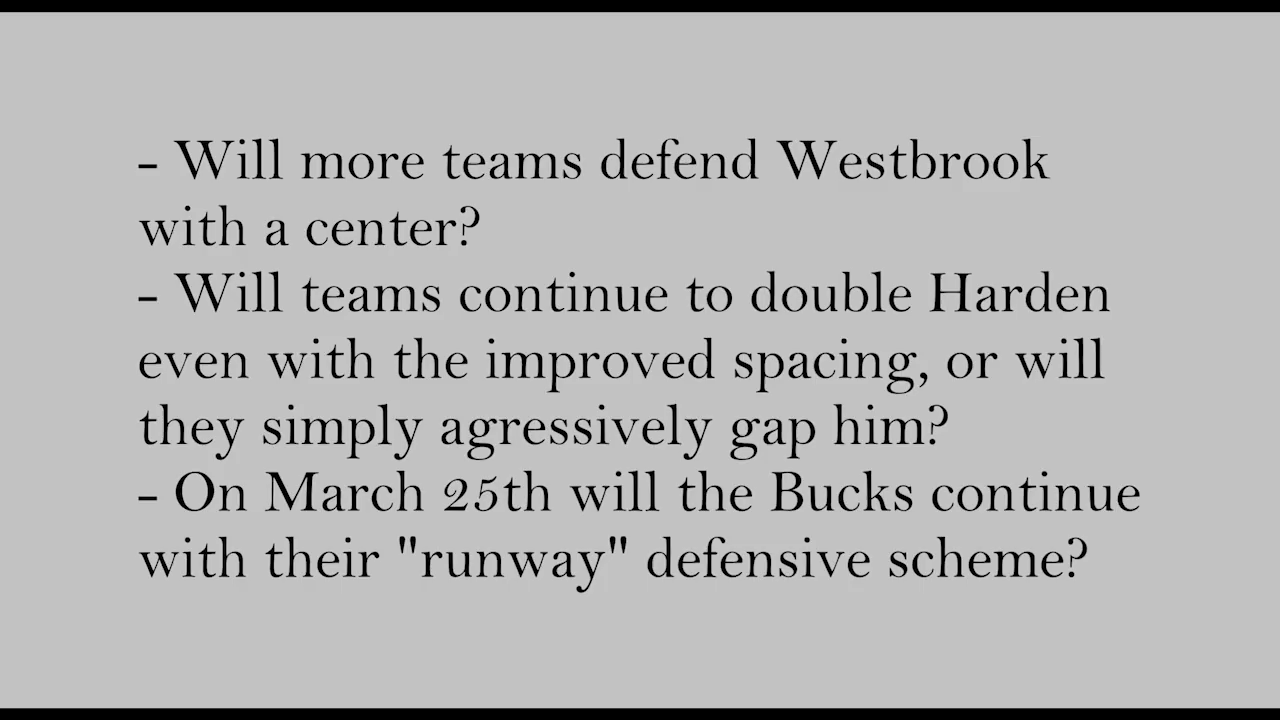 - Will more teams defend Westbrook
with a center?
- Will teams continue to double Harden
even with the improved spacing, or will
they simply agressively gap him?
- On March 25th will the Bucks continue
with their "runway" defensive scheme?